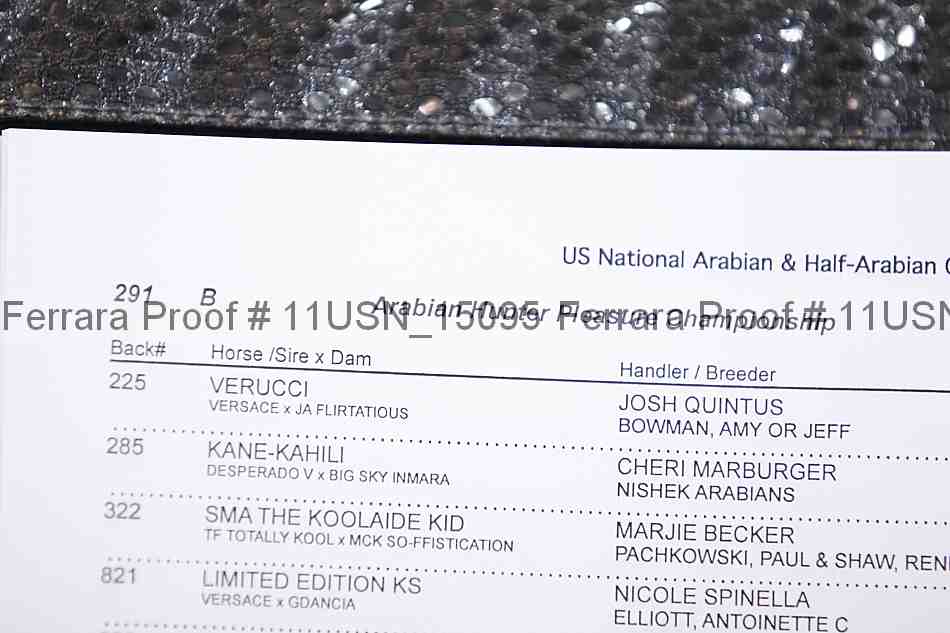 US National Arabian & Half-Arabian
291 B
Arabian Hunter Pleasure Championship
Ferrara Proof # 11USN_15095 Ferrara Proof # 11USN
Back# Horse /Sire x Dam Handler / Breeder
225 VERUCCI JOSH QUINTUS
VERSACE x JA FLIRTATIOUS BOWMAN, AMY OR JEFF
285 KANE-KAHILI CHERI MARBURGER
DESPERADO V x BIG SKY INMARA NISHEK ARABIANS
322 SMA THE KOOLAIDE KID MARJIE BECKER
TF TOTALLY KOOL x MCK SO-FFISTICATION PACHKOWSKI, PAUL & SHAW, REN
821 LIMITED EDITION KS NICOLE SPINELLA
VERSACE x GDANCIA ELLIOTT, ANTOINETTE C